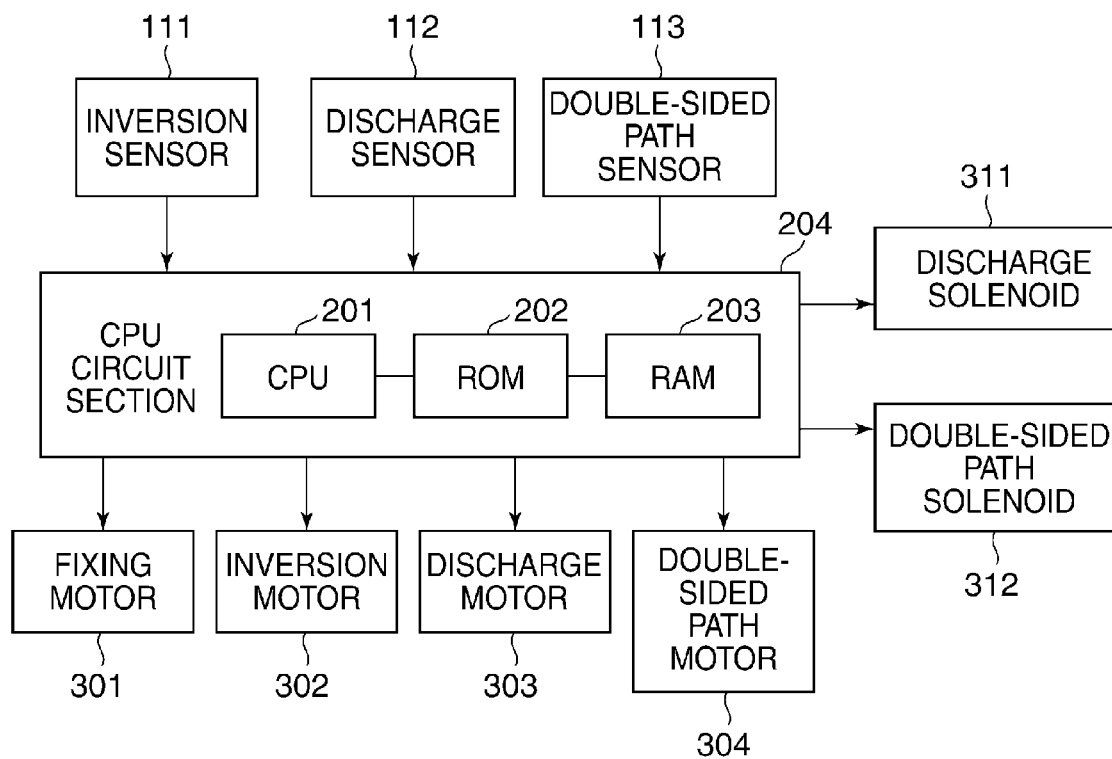 111
112
113
INVERSION
SENSOR
DISCHARGE
SENSOR
DOUBLE-SIDED
PATH
SENSOR
204
311
DISCHARGE
SOLENOID
CPU
CIRCUIT
SECTION
201
CPU
202
ROM
203
RAM
DOUBLE-SIDED
PATH
SOLENOID
312
FIXING
MOTOR
301
INVERSION
MOTOR
302
DISCHARGE
MOTOR
303
DOUBLE-
SIDED
PATH
MOTOR
304